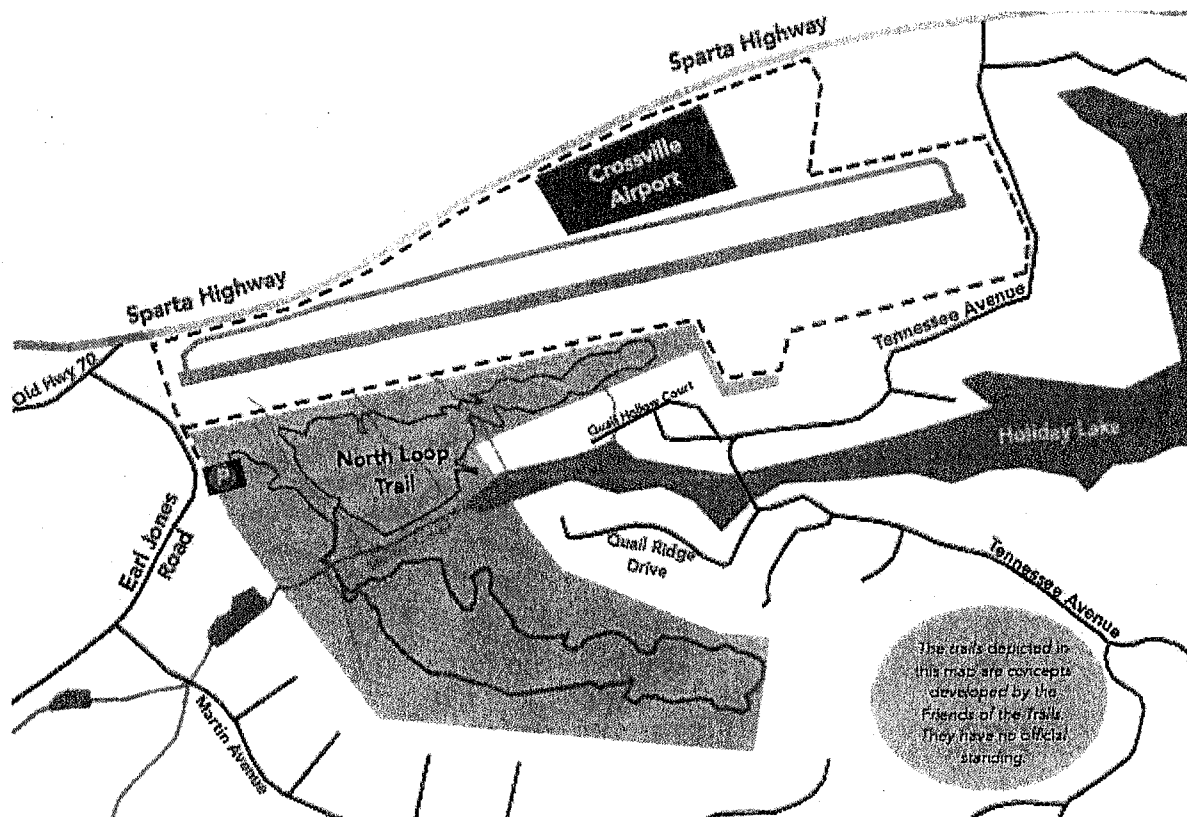 Sparta Highway
Crossville
Airport
Sparta Highway
Old Hwy 70
Tennessee Avenue
Quail Hollow Court
Holiday Lake
North Loop
Trail
P
Earl Jones
Road
Quail Ridge
Drive
Tennessee Avenue
Martin Avenue
The trails depicted in
this map are concepts
developed by the
Friends of the Trails.
They have no official
standing.